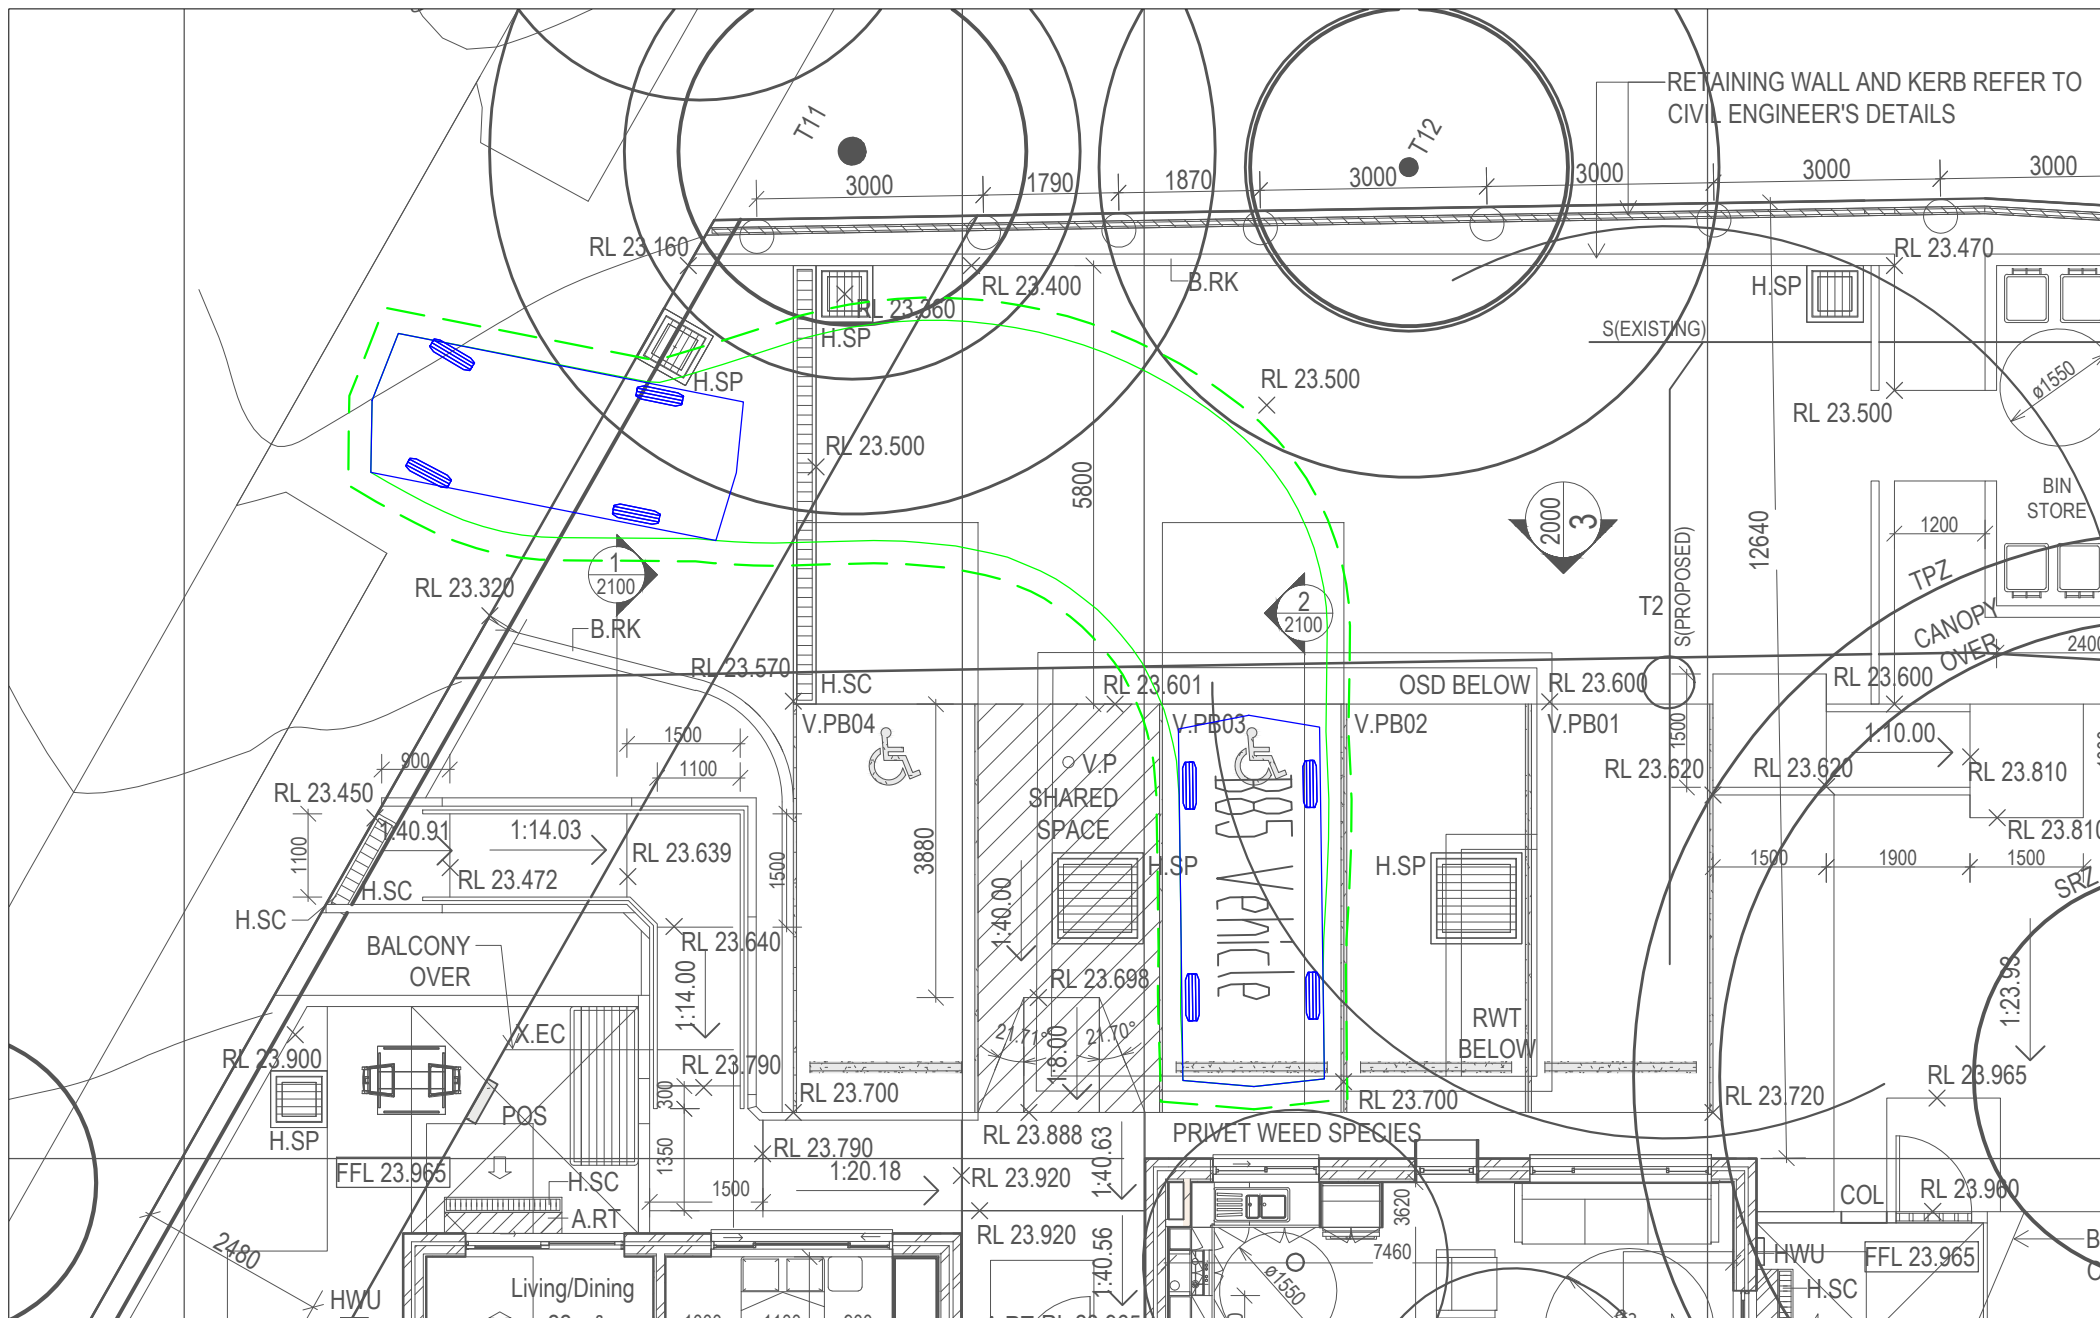 RETAINING WALL AND KERB REFER TO
CIVIL ENGINEER'S DETAILS
T11
T12
3000
1790
1870
3000
3000
3000
3000
RL 23.160
RL 23.400
B.RK
RL 23.360
H.SP
H.SP
RL 23.470
H.SP
S(EXISTING)
RL 23.500
RL 23.500
ø1550
RL 23.500
5800
BIN
STORE
2000
3
1200
12640
S(PROPOSED)
TPZ
CANOPY
OVER
1
2100
2
2100
T2
RL 23.320
B.RK
2400
RL 23.570
H.SC
RL 23.601
OSD BELOW
RL 23.600
RL 23.600
V.PB04
V.PB03
V.PB02
V.PB01
1500
1:10.00
1500
900
1100
V.P
SHARED
SPACE
RL 23.620
RL 23.620
RL 23.810
RL 23.450
1:40.91
1:14.03
RL 23.639
1100
1500
3880
RL 23.810
RL 23.472
H.SC
H.SC
H.SP
H.SP
1500
1900
1500
SRZ
B85 Vehicle
BALCONY
OVER
RL 23.640
1:40.00
1:14.00
RL 23.698
1:23.93
X.EC
21.71°
1:8.00
21.70°
RWT
BELOW
RL 23.900
RL 23.790
300
RL 23.700
RL 23.700
RL 23.965
RL 23.720
POS
H.SP
RL 23.888
PRIVET WEED SPECIES
FFL 23.965
1350
RL 23.790
1:20.18
RL 23.920
1:40.63
H.SC
1500
A.RT
COL
RL 23.960
RL 23.920
3620
7460
2480
1:40.56
ø1550
HWU
FFL 23.965
H.SC
Living/Dining
HWU